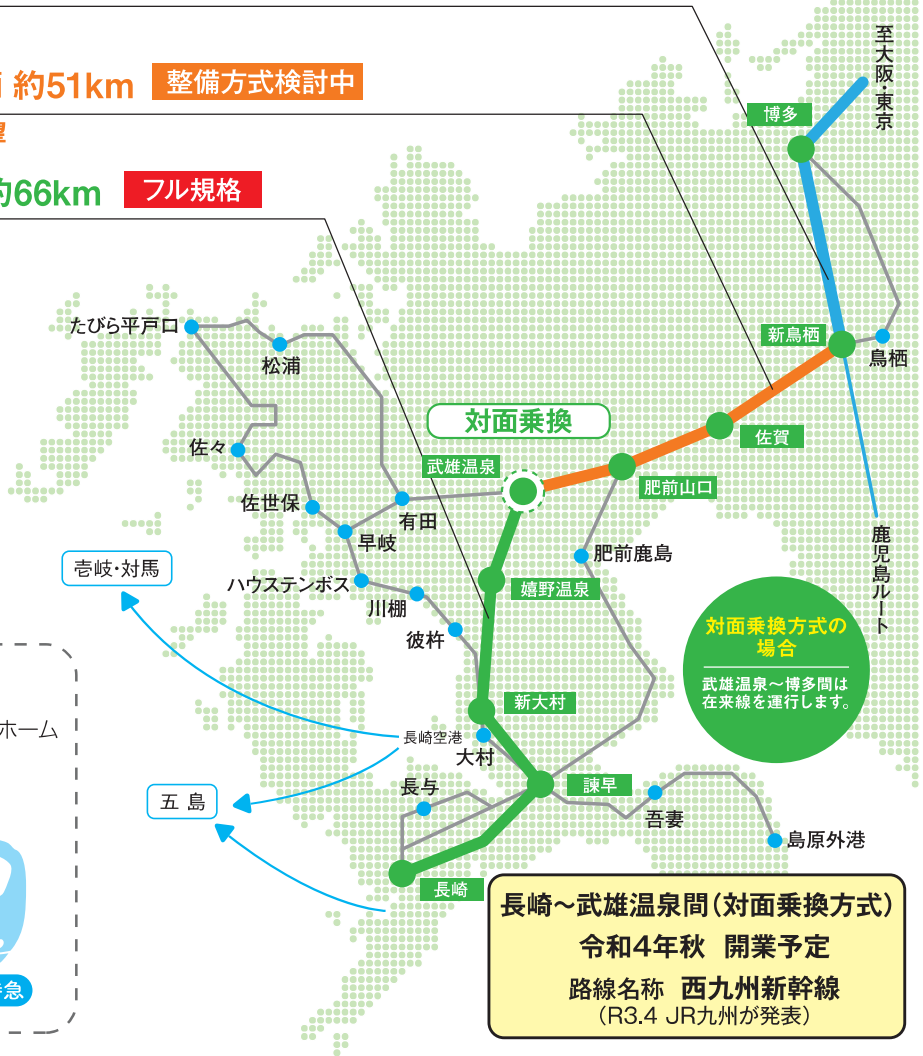 約51km 整備方式検討中
約66km フル規格
至大阪・東京
博多
新鳥栖
鳥栖
たびら平戸口
松浦
対面乗換
佐賀
佐々
武雄温泉
肥前山口
佐世保
有田
早岐
肥前鹿島
鹿児島ルート
壱岐・対馬
ハウステンボス
嬉野温泉
川棚
彼杵
対面乗換方式の
場合
武雄温泉〜博多間は
在来線を運行します。
新大村
ホーム
長崎空港
大村
長与
諫早
五島
吾妻
島原外港
長崎
長崎〜武雄温泉間(対面乗換方式)
令和4年秋 開業予定
路線名称 西九州新幹線
(R3.4 JR九州が発表)
急